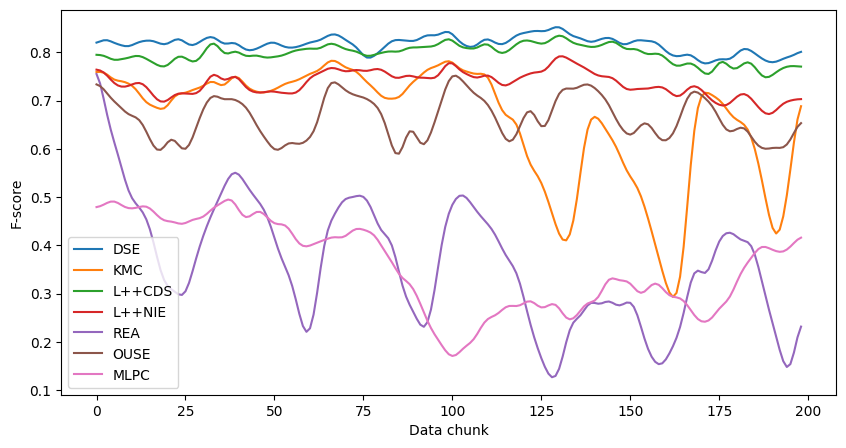 F-score
0.8
0.7
0.6
0.5
0.4
0.3
0.2
0.1
DSE
KMC
L++CDS
L++NIE
REA
OUSE
MLPC
0 25 50 75 100 125 150 175 200
Data chunk